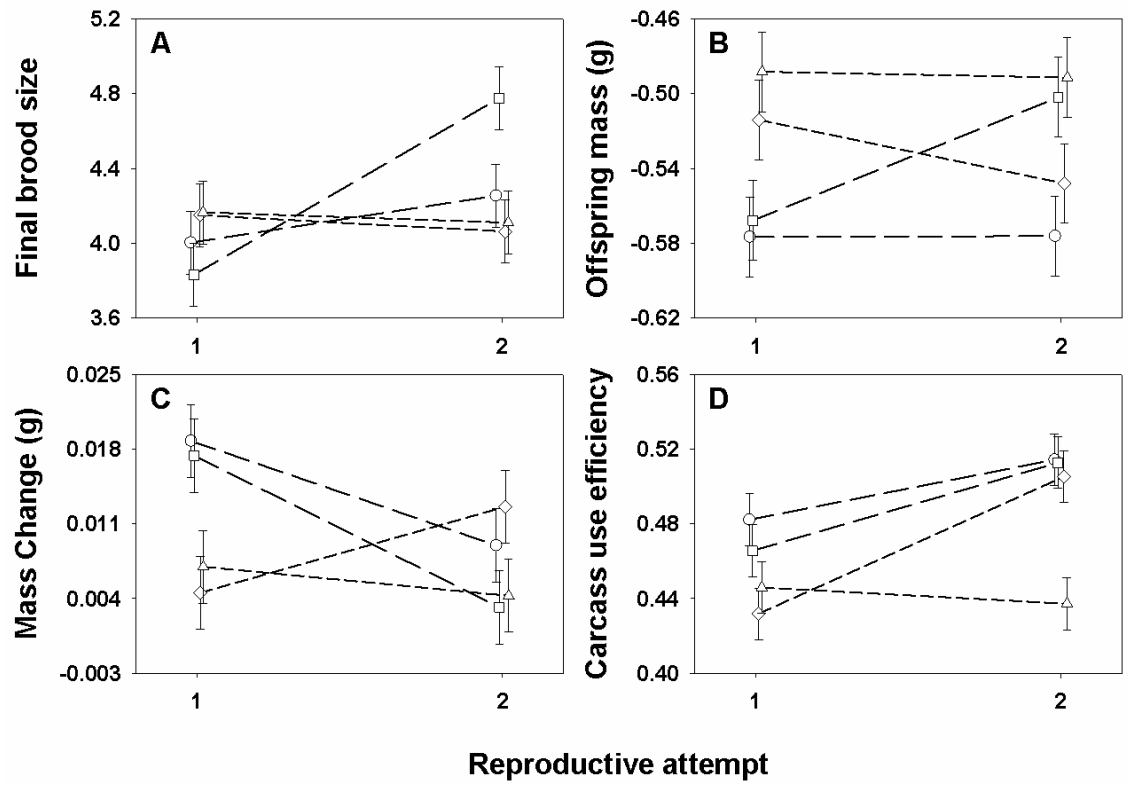 A
Final brood size
5.2
4.8
4.4
4.0
3.6
1 2
B
Offspring mass (g)
-0.46
-0.50
-0.54
-0.58
-0.62
1 2
C
Mass Change (g)
0.025
0.018
0.011
0.004
-0.003
1 2
D
Carcass use efficiency
0.56
0.52
0.48
0.44
0.40
1 2
Reproductive attempt